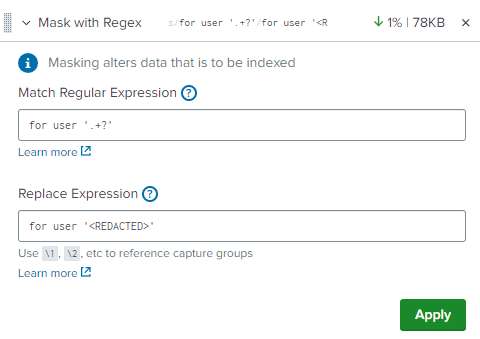 Mask with Regex s/for user '.+?'/for user '<R ↓ 1% | 78KB ×
i Masking alters data that is to be indexed
Match Regular Expression ?
for user '.+?'
Learn more
Replace Expression ?
for user '<REDACTED>'
Use \1, \2, etc to reference capture groups
Learn more
Apply